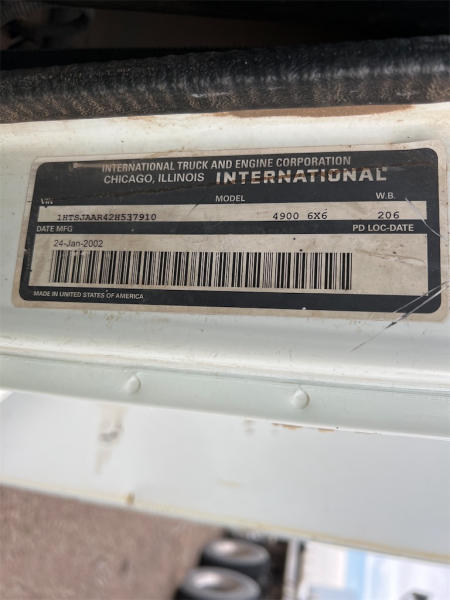 INTERNATIONAL TRUCK AND ENGINE CORPORATION
CHICAGO, ILLINOIS INTERNATIONAL®
VIN MODEL W.B.
1HTSJAAR42H537910 4900 6X6 206
DATE MFG PD LOC-DATE
24-Jan-2002
MADE IN UNITED STATES OF AMERICA